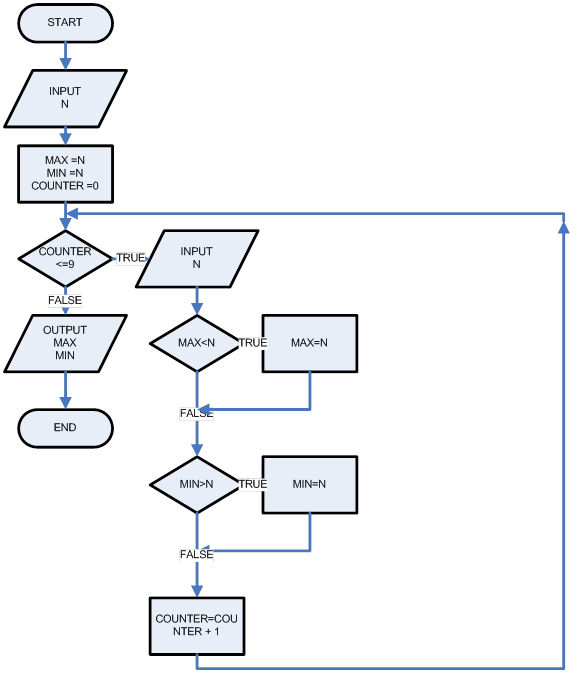 START
INPUT
N
MAX =N
MIN =N
COUNTER =0
COUNTER
<=9
TRUE
INPUT
N
FALSE
OUTPUT
MAX
MIN
END
MAX<N
TRUE
MAX=N
FALSE
MIN>N
TRUE
MIN=N
FALSE
COUNTER=COU
NTER + 1